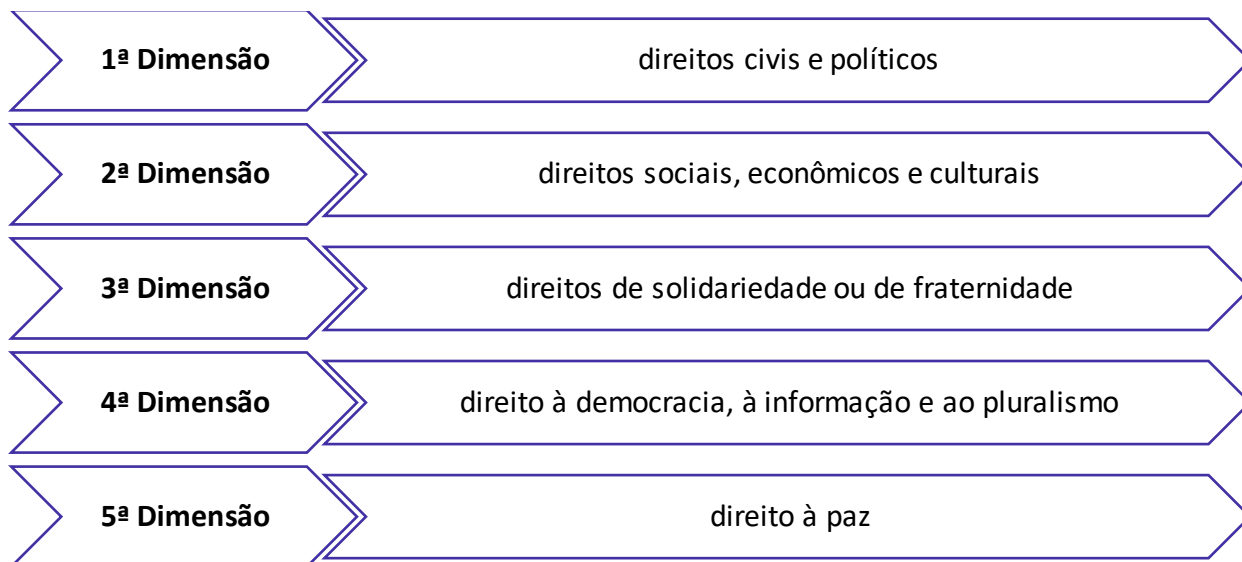 1ª Dimensão direitos civis e políticos
2ª Dimensão direitos sociais, econômicos e culturais
3ª Dimensão direitos de solidariedade ou de fraternidade
4ª Dimensão direito à democracia, à informação e ao pluralismo
5ª Dimensão direito à paz